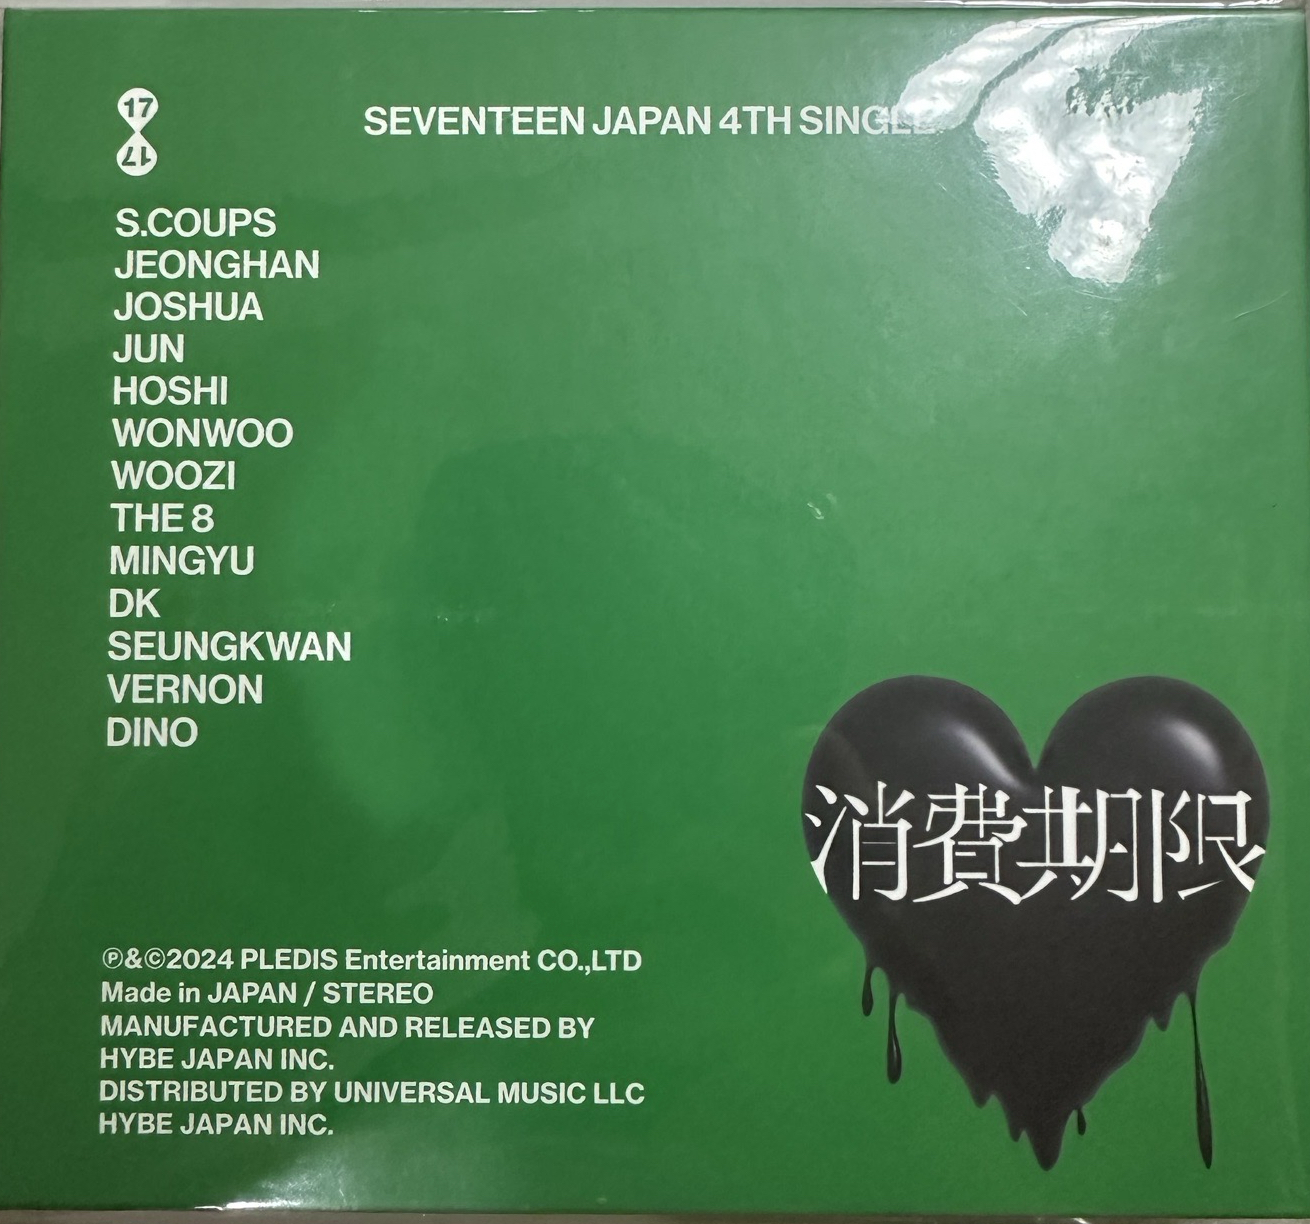 17
17
SEVENTEEN JAPAN 4TH SINGLE
S.COUPS
JEONGHAN
JOSHUA
JUN
HOSHI
WONWOO
WOOZI
THE 8
MINGYU
DK
SEUNGKWAN
VERNON
DINO
消費期限
℗&©2024 PLEDIS Entertainment CO.,LTD
Made in JAPAN / STEREO
MANUFACTURED AND RELEASED BY
HYBE JAPAN INC.
DISTRIBUTED BY UNIVERSAL MUSIC LLC
HYBE JAPAN INC.